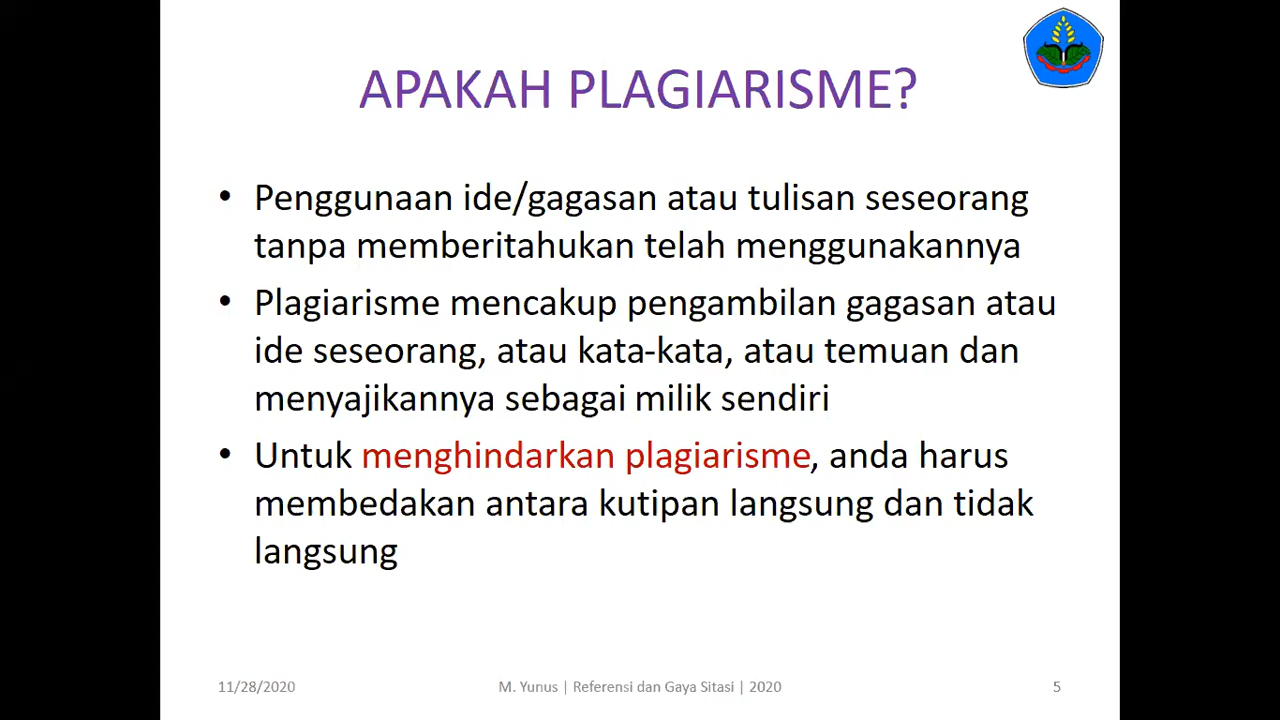 APAKAH PLAGIARISME?
• Penggunaan ide/gagasan atau tulisan seseorang
tanpa memberitahukan telah menggunakannya
• Plagiarisme mencakup pengambilan gagasan atau
ide seseorang, atau kata-kata, atau temuan dan
menyajikannya sebagai milik sendiri
• Untuk menghindarkan plagiarisme, anda harus
membedakan antara kutipan langsung dan tidak
langsung
11/28/2020
M. Yunus | Referensi dan Gaya Sitasi | 2020
5